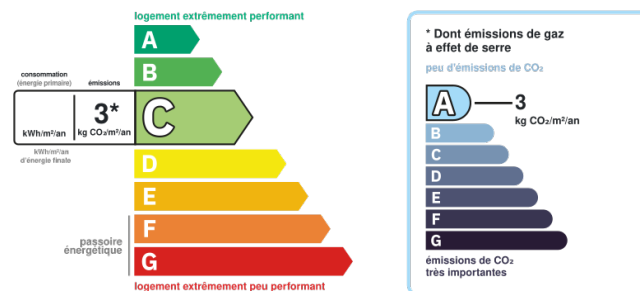 logement extrêmement performant
A
B
consommation
(énergie primaire)
émissions
3*
kWh/m²/an
kg CO₂/m²/an
C
kWh/m²/an
d'énergie finale
D
E
F
G
passoire
énergétique
logement extrêmement peu performant
* Dont émissions de gaz
à effet de serre
peu d'émissions de CO₂
A
3
kg CO₂/m²/an
B
C
D
E
F
G
émissions de CO₂
très importantes